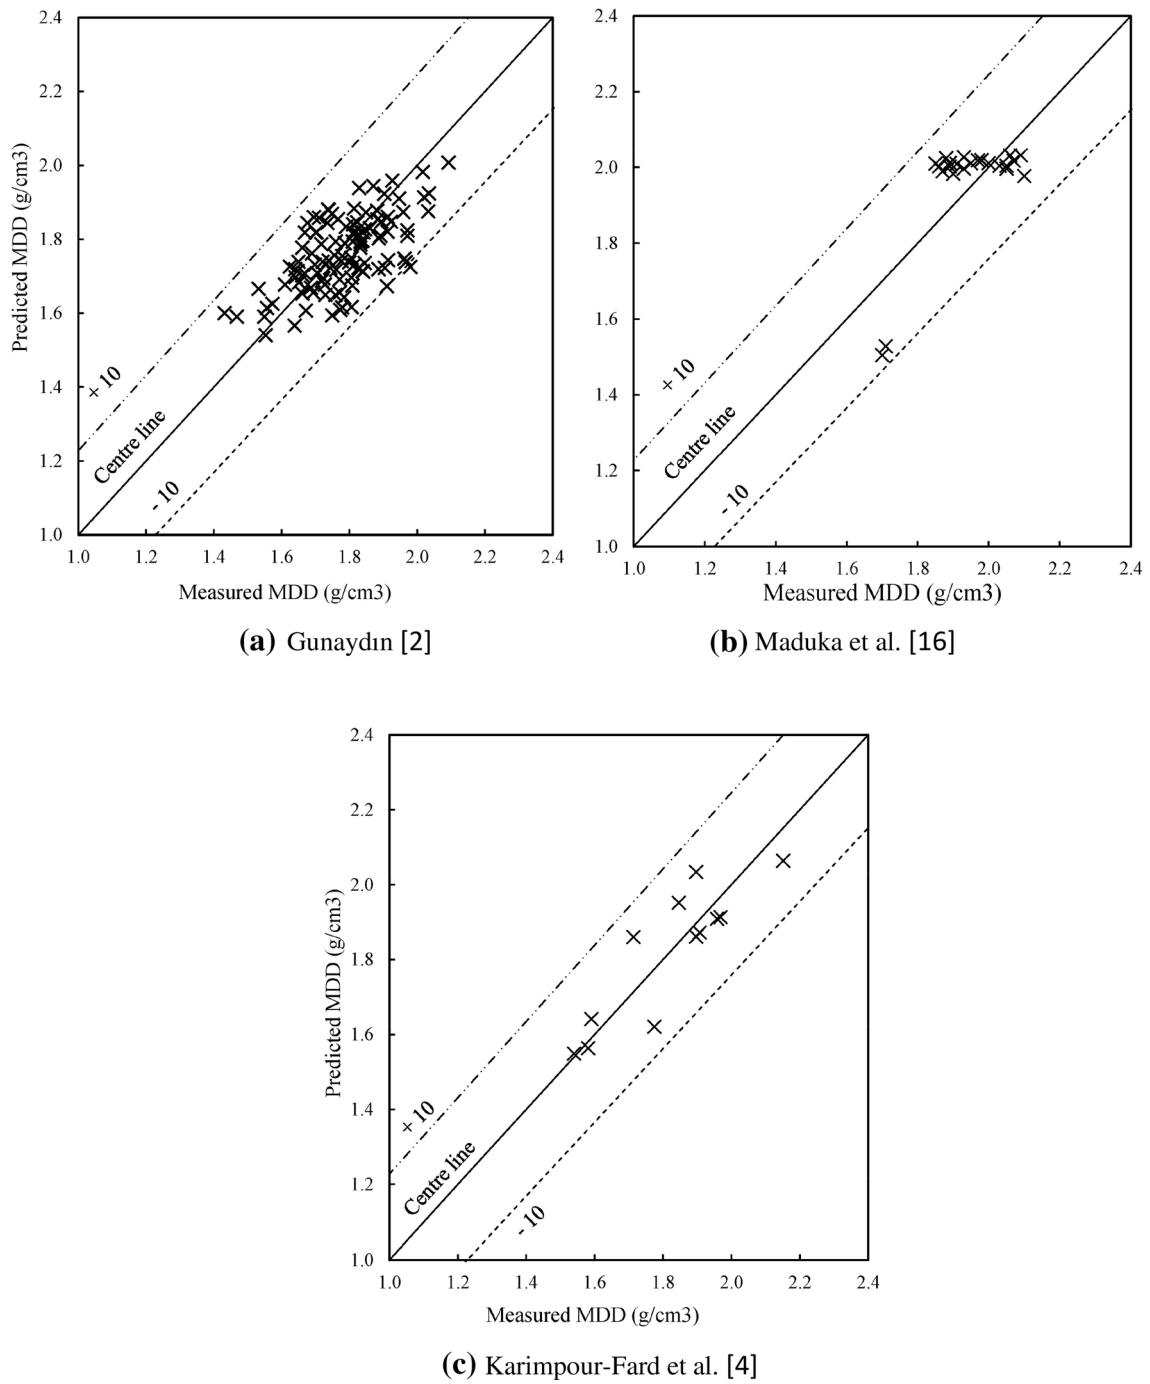 2.4
2.2
2.0
1.8
1.6
1.4
1.2
1.0
Predicted MDD (g/cm3)
+ 10
Centre line
- 10
1.0 1.2 1.4 1.6 1.8 2.0 2.2 2.4
Measured MDD (g/cm3)
(a) Gunaydın [2]
2.4
2.2
2.0
1.8
1.6
1.4
1.2
1.0
+ 10
Centre line
- 10
1.0 1.2 1.4 1.6 1.8 2.0 2.2 2.4
Measured MDD (g/cm3)
(b) Maduka et al. [16]
2.4
2.2
2.0
1.8
1.6
1.4
1.2
1.0
Predicted MDD (g/cm3)
+ 10
Centre line
- 10
1.0 1.2 1.4 1.6 1.8 2.0 2.2 2.4
Measured MDD (g/cm3)
(c) Karimpour-Fard et al. [4]